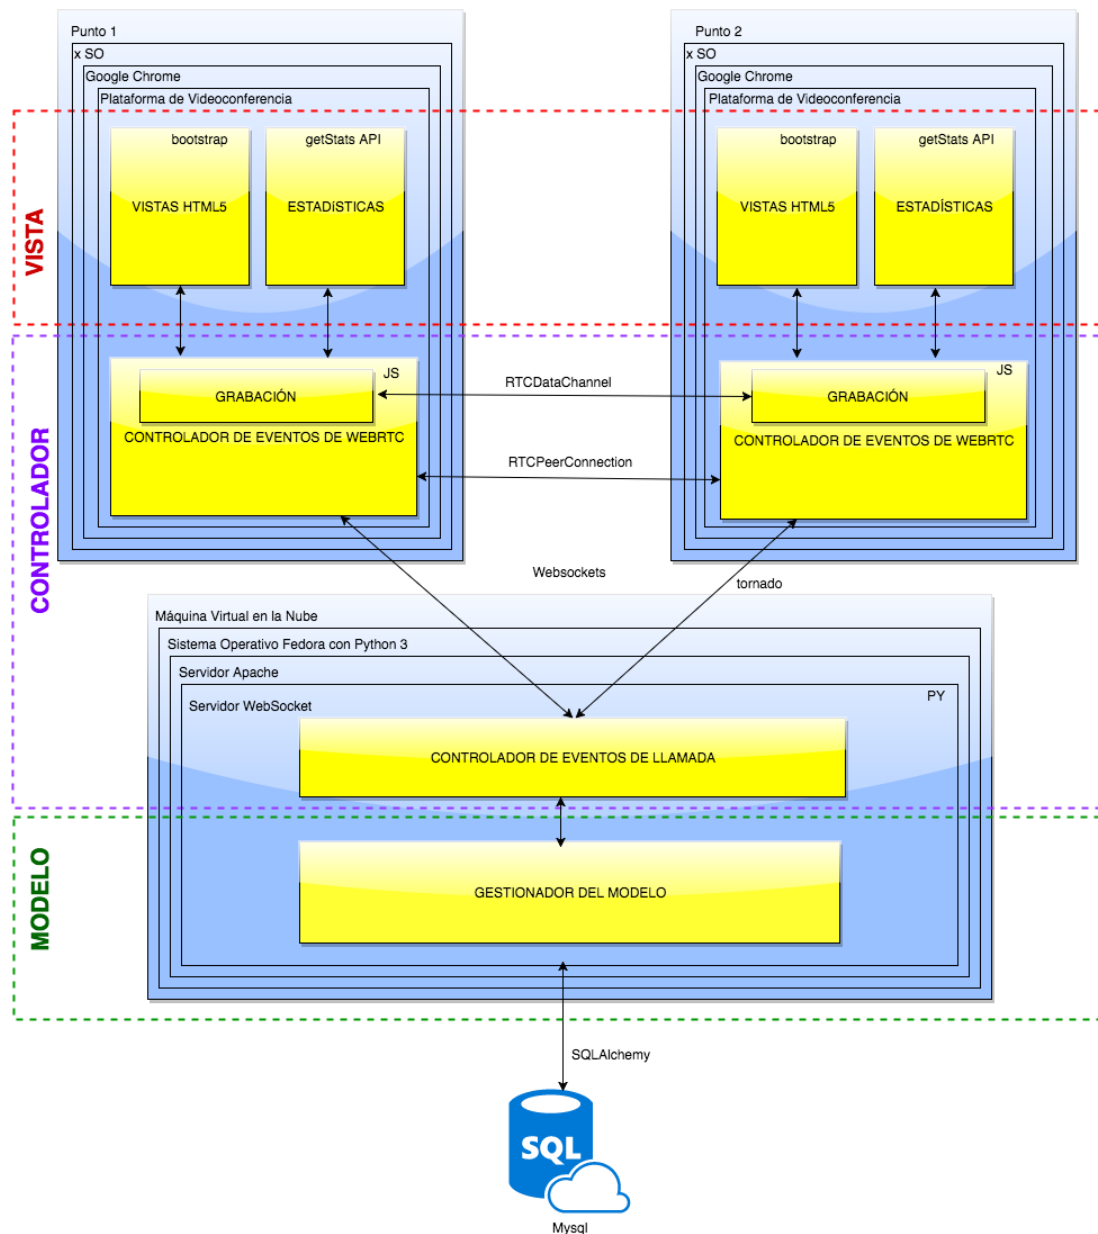 Punto 1
x SO
Google Chrome
Plataforma de Videoconferencia
bootstrap
getStats API
VISTAS HTML5
ESTADíSTICAS
Punto 2
x SO
Google Chrome
Plataforma de Videoconferencia
bootstrap
getStats API
VISTAS HTML5
ESTADÍSTICAS
VISTA
JS
GRABACIÓN
CONTROLADOR DE EVENTOS DE WEBRTC
RTCDataChannel
RTCPeerConnection
JS
GRABACIÓN
CONTROLADOR DE EVENTOS DE WEBRTC
CONTROLADOR
Websockets
tornado
Máquina Virtual en la Nube
Sistema Operativo Fedora con Python 3
Servidor Apache
Servidor WebSocket
PY
CONTROLADOR DE EVENTOS DE LLAMADA
MODELO
GESTIONADOR DEL MODELO
SQLAlchemy
SQL
Mysql